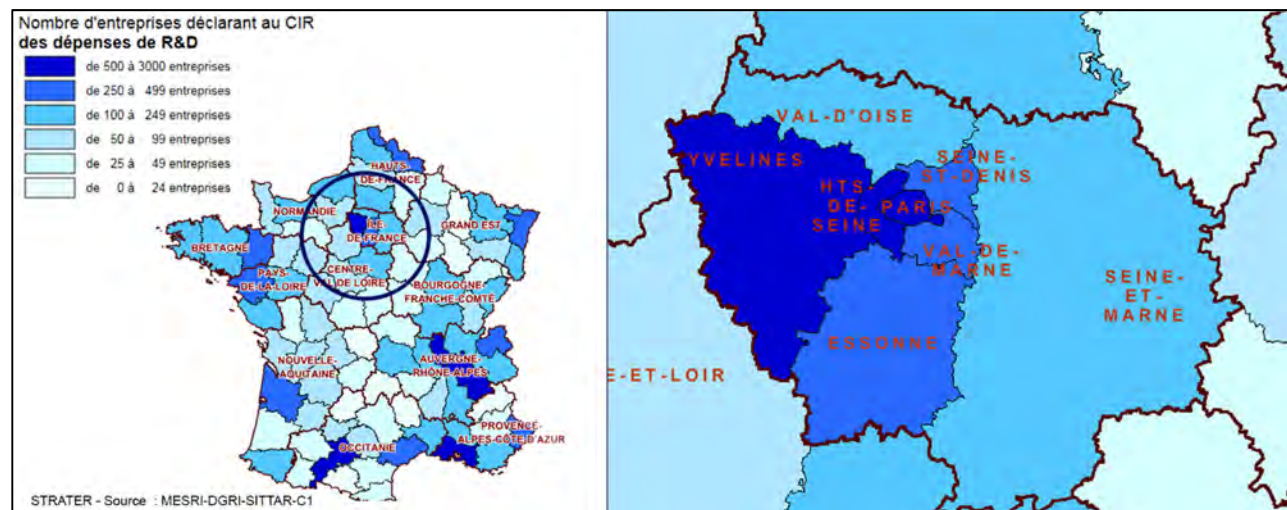 Nombre d'entreprises déclarant au CIR
des dépenses de R&D
de 500 à 3000 entreprises
de 250 à 499 entreprises
de 100 à 249 entreprises
de 50 à 99 entreprises
de 25 à 49 entreprises
de 0 à 24 entreprises
HAUTS-
DE-FRANCE
NORMANDIE
ÎLE-
DE-FRANCE
GRAND EST
BRETAGNE
PAYS-
DE-LA-LOIRE
CENTRE-
VAL DE LOIRE
BOURGOGNE-
FRANCHE-COMTÉ
NOUVELLE-
AQUITAINE
AUVERGNE-
RHÔNE-ALPES
OCCITANIE
PROVENCE-
ALPES-CÔTE D'AZUR
STRATER - Source : MESRI-DGRI-SITTAR-C1
VAL-D'OISE
YVELINES
SEINE-
ST-DENIS
HTS-
DE-
SEINE
PARIS
VAL-DE-
MARNE
SEINE-
ET-
MARNE
ESSONNE
E-ET-LOIR